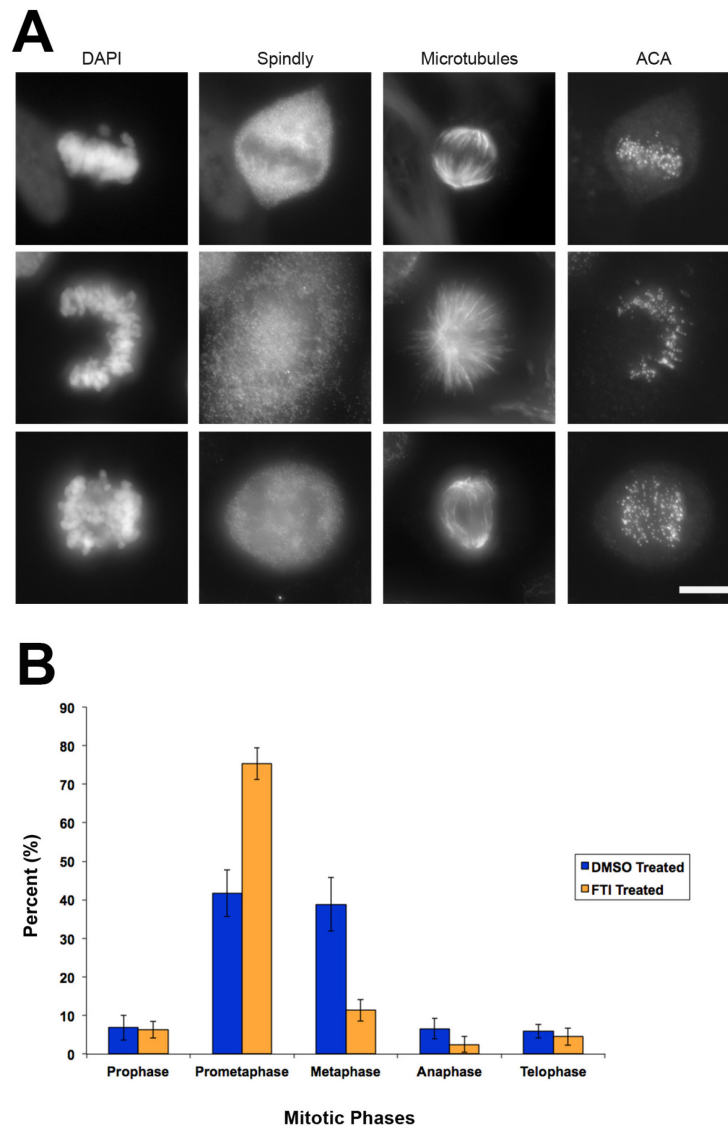 A
DAPI Spindly Microtubules ACA
B
90
80
70
60
50
40
30
20
10
0
Percent (%)
DMSO Treated
FTI Treated
Prophase Prometaphase Metaphase Anaphase Telophase
Mitotic Phases